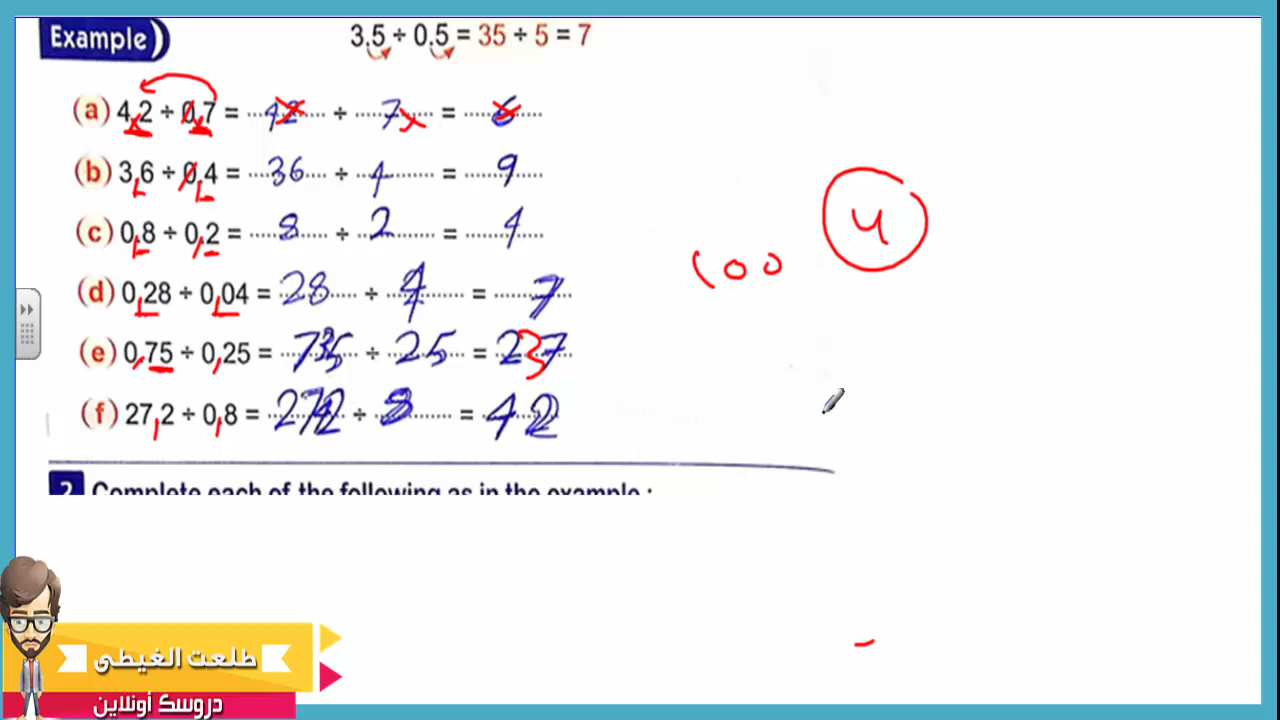 Example) 3.5 ÷ 0.5 = 35 ÷ 5 = 7
(a) 4,2 ÷ 0,7 = 42 ÷ 7 = 6
(b) 3,6 ÷ 0,4 = 36 ÷ 4 = 9
(c) 0,8 ÷ 0,2 = 8 ÷ 2 = 4
(d) 0,28 ÷ 0,04 = 28 ÷ 4 = 7
(e) 0,75 ÷ 0,25 = ÷ 25 =
(f) 27,2 ÷ 0,8 = ÷ 8 =
4
100
2 Complete each of the following as in the example :
طلعت الغيطى
دروسك أونلاين